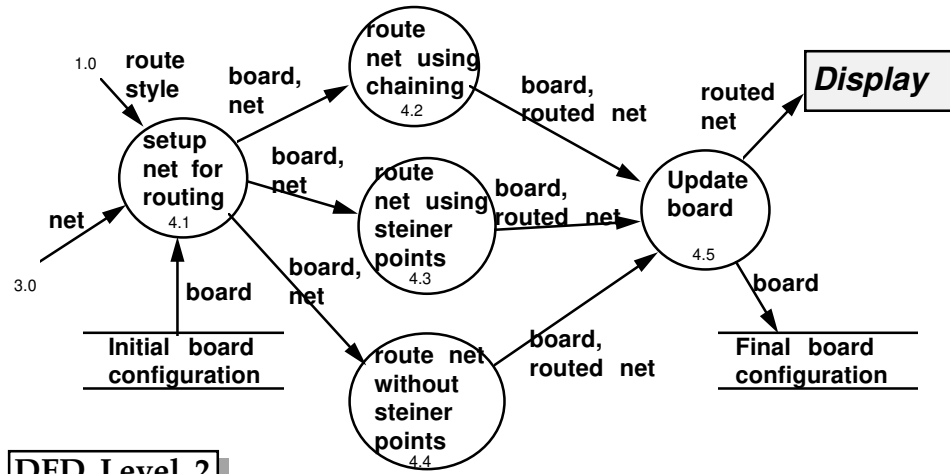 1.0
route
style
net
3.0
setup
net for
routing
4.1
board
Initial board
configuration
board,
net
board,
net
board,
net
route
net using
chaining
4.2
route
net using
steiner
points
4.3
route net
without
steiner
points
4.4
board,
routed net
board,
routed net
board,
routed net
Update
board
4.5
routed
net
Display
board
Final board
configuration
DFD Level 2